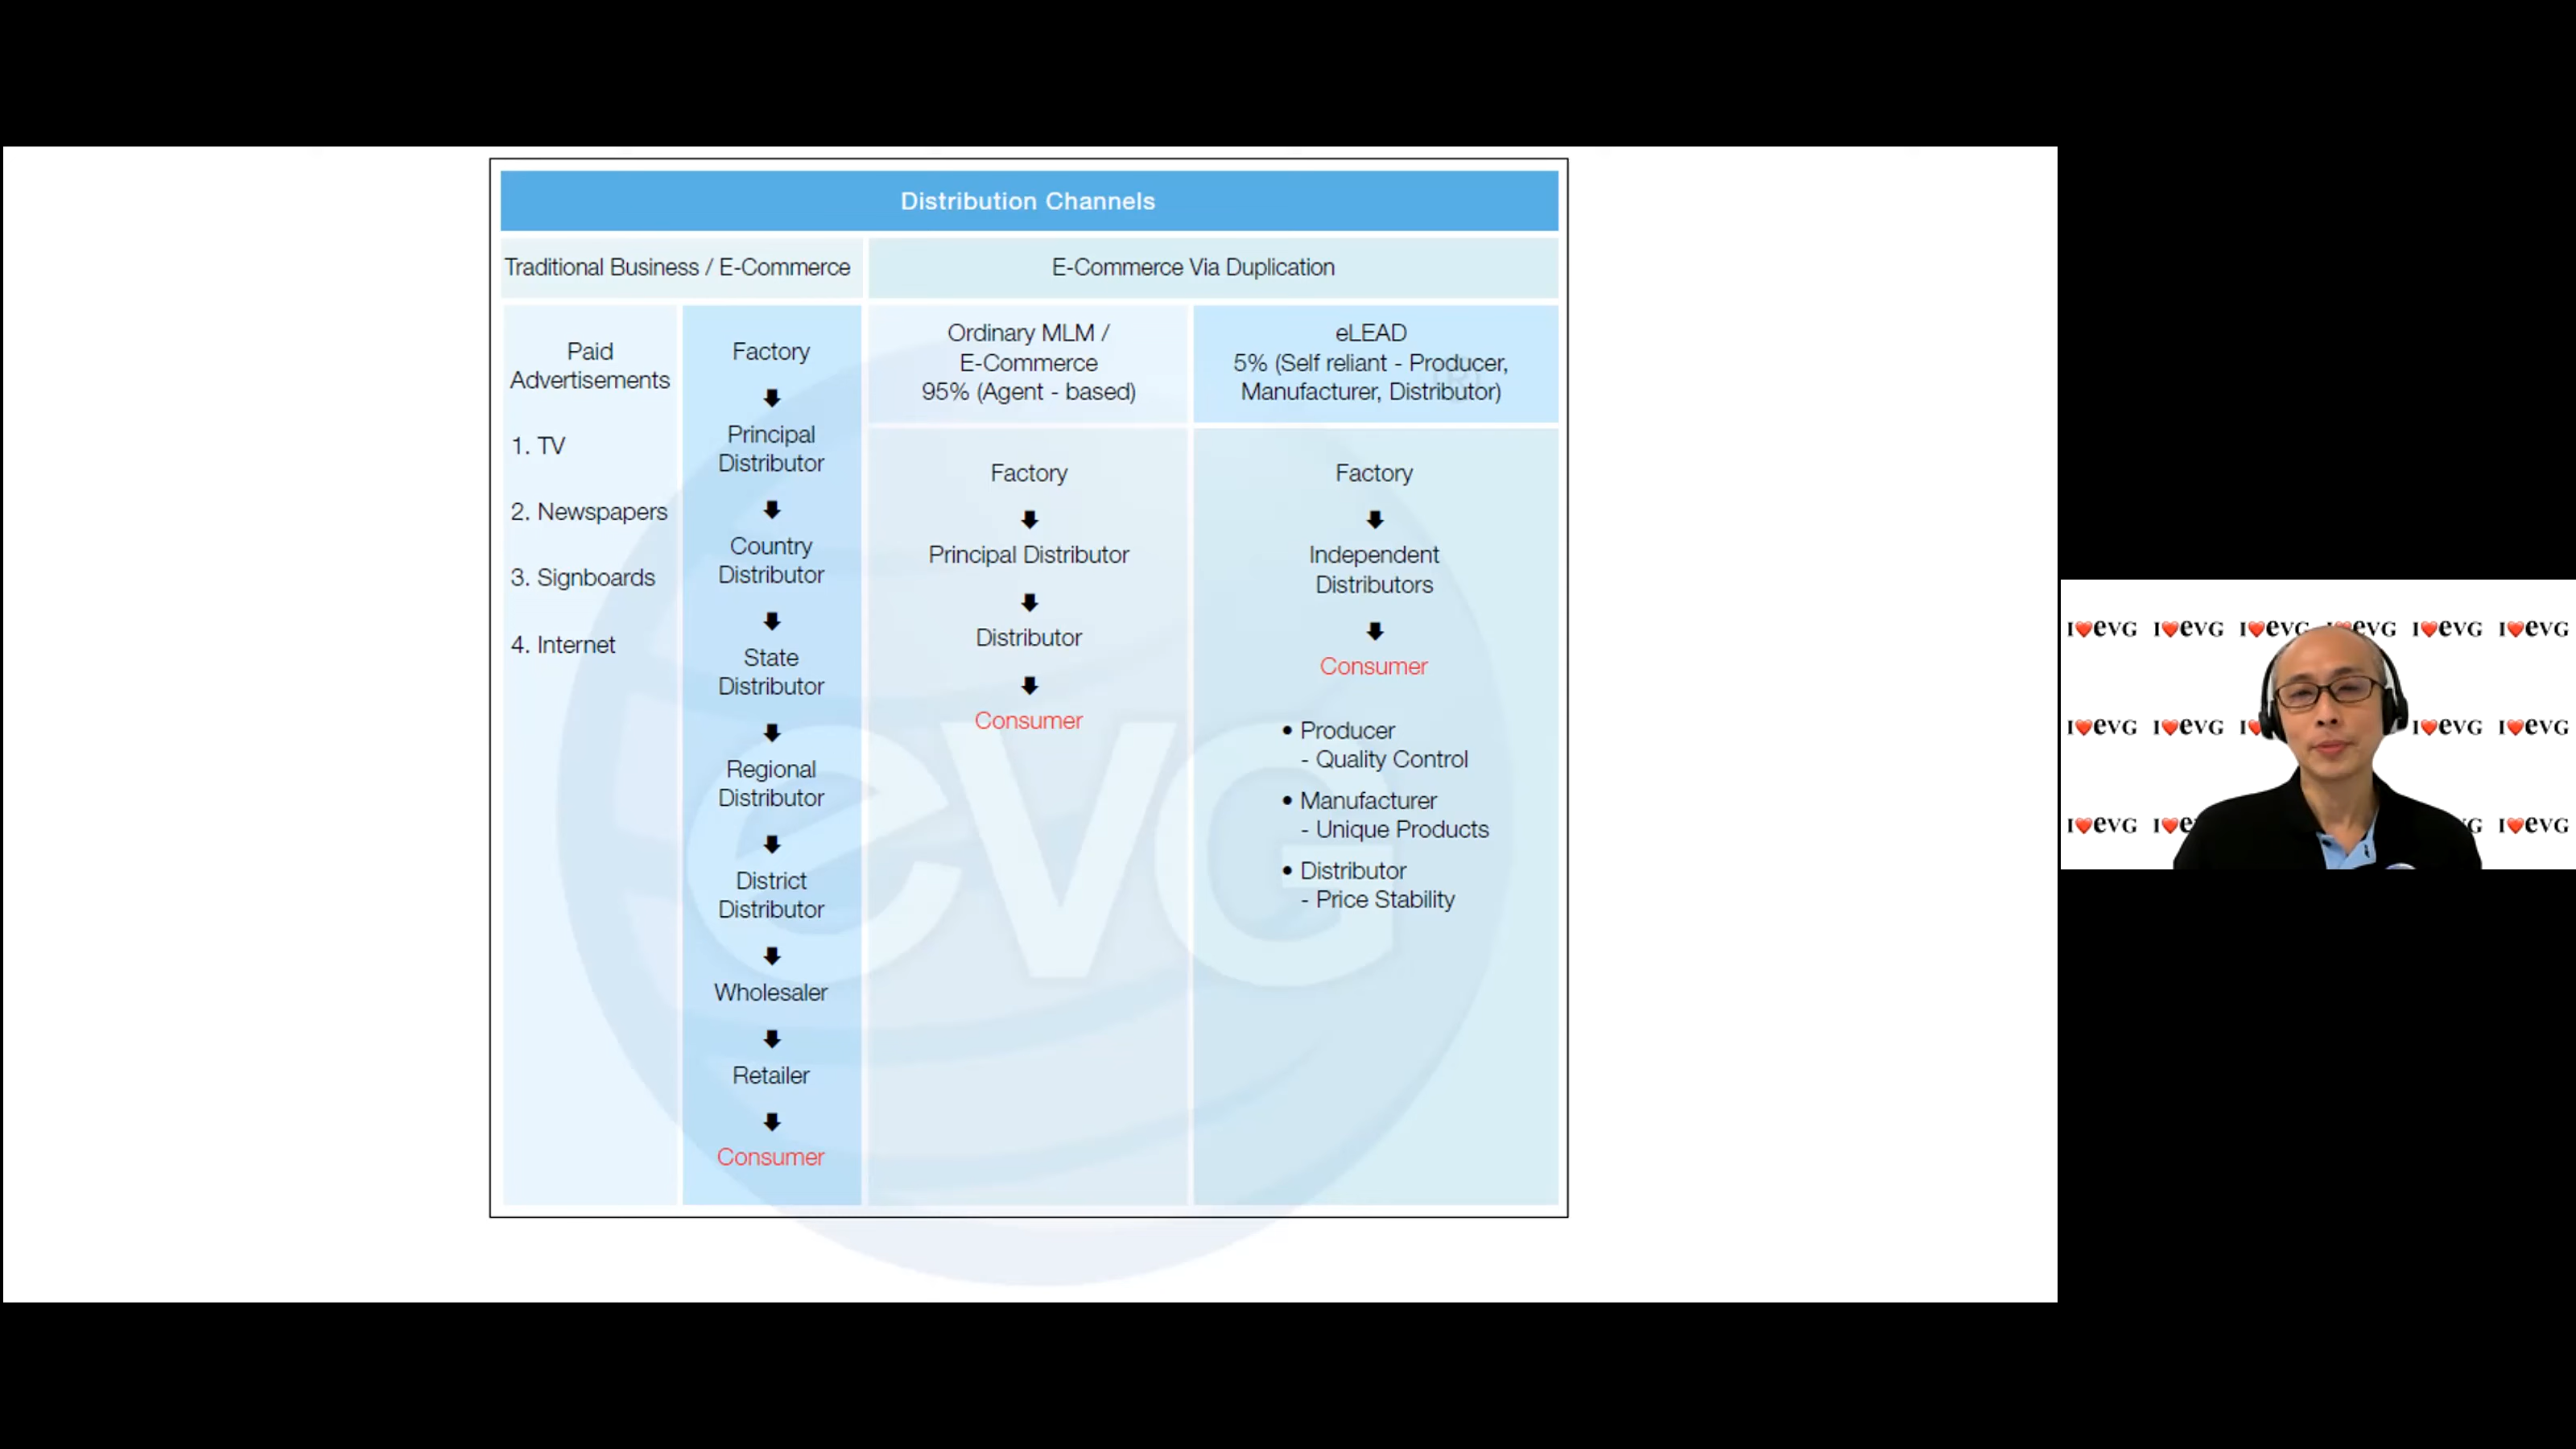 Distribution Channels
Traditional Business / E-Commerce
E-Commerce Via Duplication
Paid
Advertisements
1. TV
2. Newspapers
3. Signboards
4. Internet
Factory
Principal
Distributor
Country
Distributor
State
Distributor
Regional
Distributor
District
Distributor
Wholesaler
Retailer
Consumer
Ordinary MLM /
E-Commerce
95% (Agent - based)
Factory
Principal Distributor
Distributor
Consumer
eLEAD
5% (Self reliant - Producer,
Manufacturer, Distributor)
Factory
Independent
Distributors
Consumer
• Producer
- Quality Control
• Manufacturer
- Unique Products
• Distributor
- Price Stability
eVG
®
I❤️eVG I❤️eVG I❤️eVG I❤️eVG I❤️eVG I❤️eVG
I❤️eVG I❤️eVG I❤️ I❤️eVG I❤️eVG
I❤️eVG I❤️e G I❤️eVG